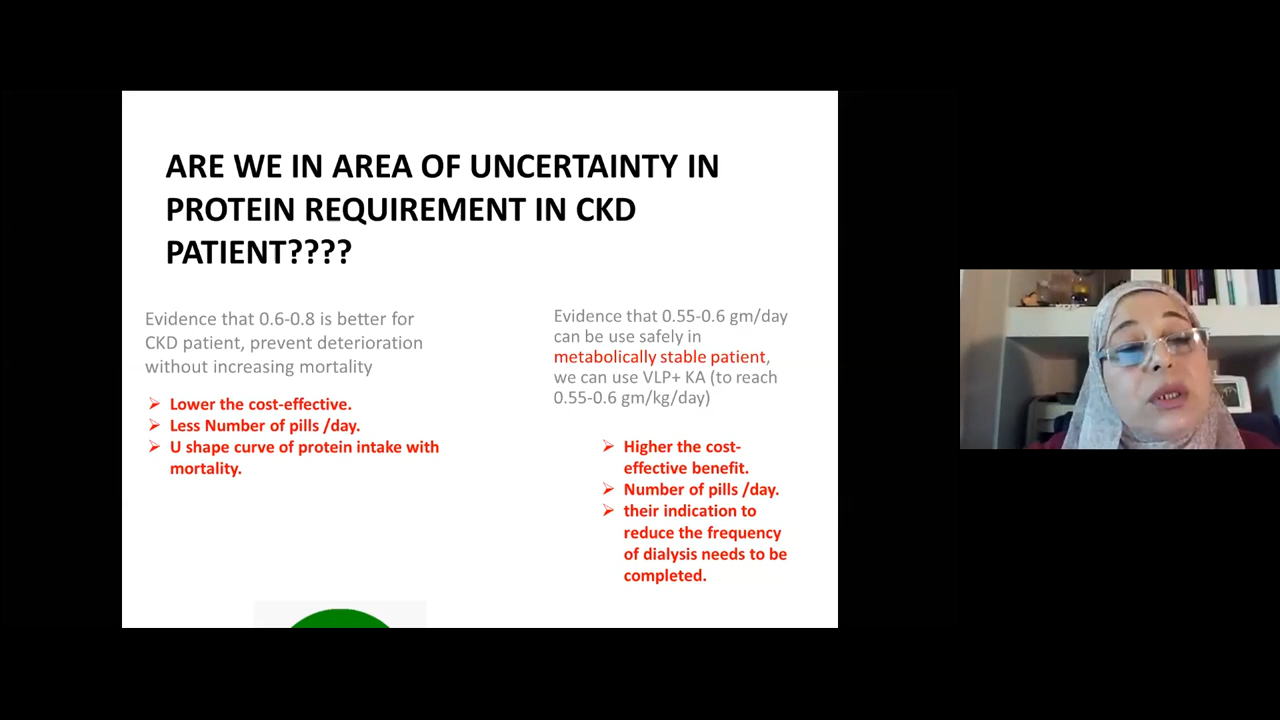 ARE WE IN AREA OF UNCERTAINTY IN
PROTEIN REQUIREMENT IN CKD
PATIENT????
Evidence that 0.6-0.8 is better for
CKD patient, prevent deterioration
without increasing mortality
➢ Lower the cost-effective.
➢ Less Number of pills /day.
➢ U shape curve of protein intake with
mortality.
Evidence that 0.55-0.6 gm/day
can be use safely in
metabolically stable patient,
we can use VLP+ KA (to reach
0.55-0.6 gm/kg/day)
➢ Higher the cost-
effective benefit.
➢ Number of pills /day.
➢ their indication to
reduce the frequency
of dialysis needs to be
completed.